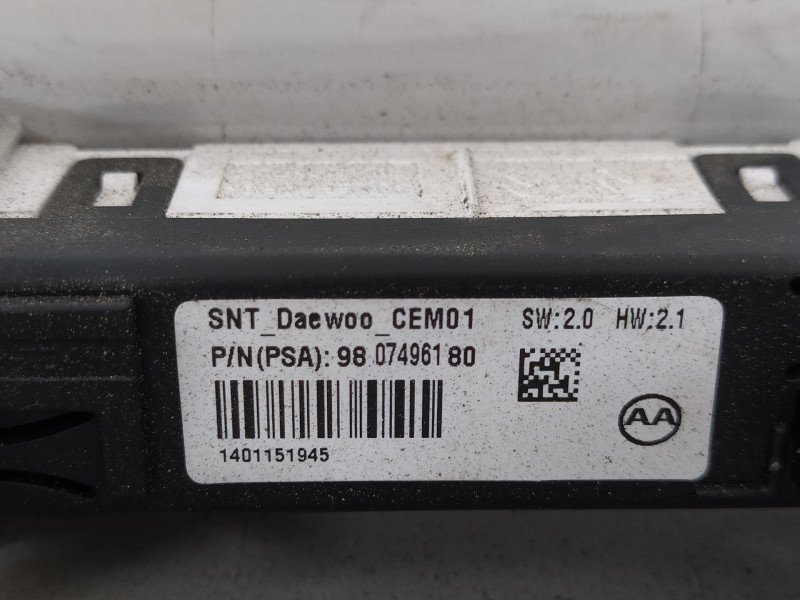 SNT_Daewoo_CEM01 SW:2.0 HW:2.1
P/N(PSA): 98 074961 80
AA
1401151945